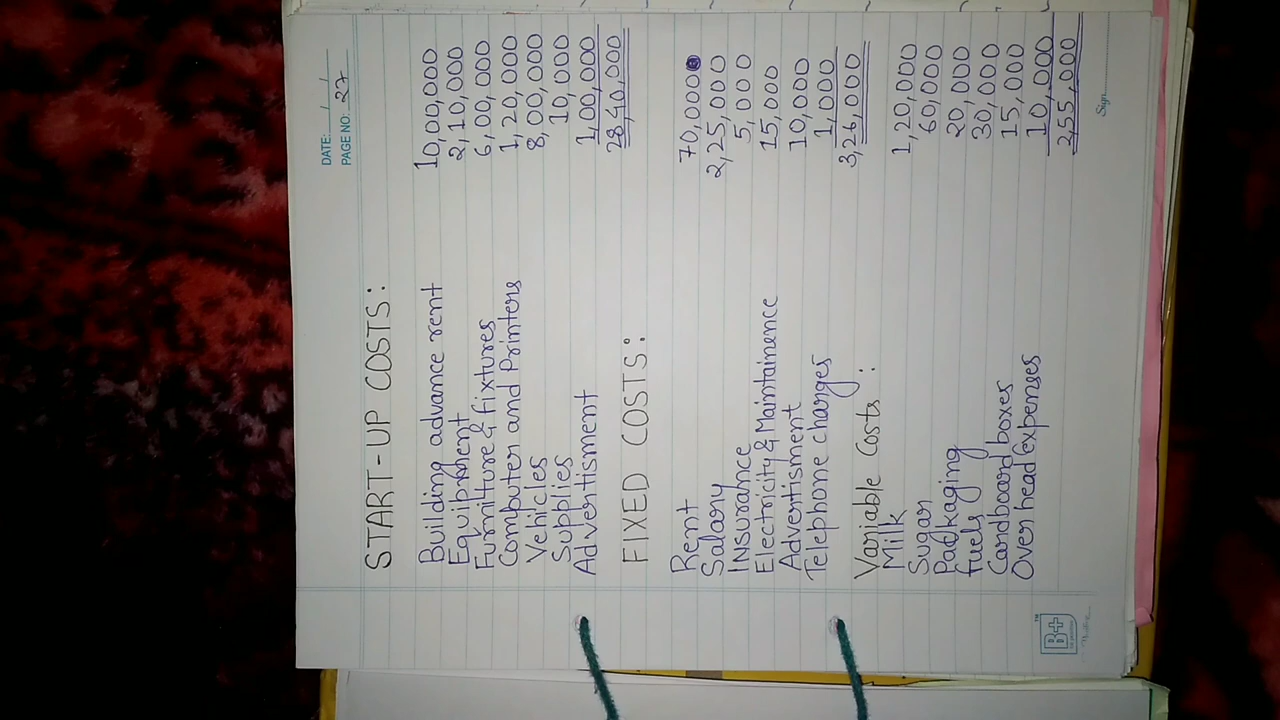 DATE: / /
PAGE NO: 27
START-UP COSTS:
Building advance rent 10,00,000
Equipment 2,10,000
Furniture & fixtures 6,00,000
Computer and Printers 1,20,000
Vehicles 8,00,000
Supplies 10,000
Advertisment 1,00,000
28,40,000
FIXED COSTS:
Rent 70,000
Salary 2,25,000
Insurance 5,000
Electricity & Maintainence 15,000
Advertisment 10,000
Telephone charges 1,000
3,26,000
Variable Costs:
Milk 1,20,000
Sugar 60,000
Packaging 20,000
fuels 30,000
Cardboard boxes 15,000
Over head Expenses 10,000
2,55,000
B+
Sign